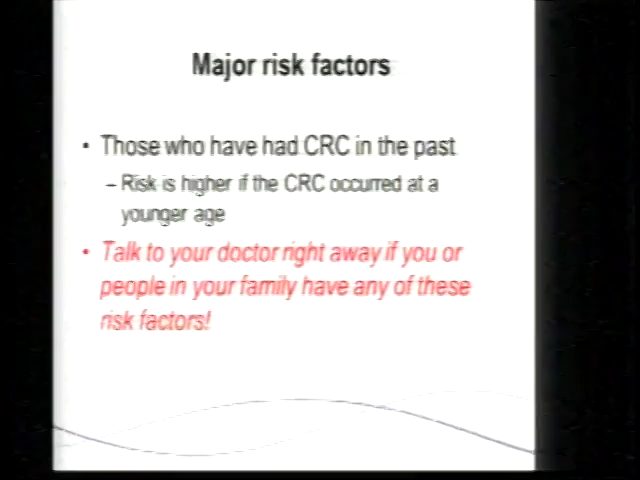 Major risk factors
• Those who have had CRC in the past
– Risk is higher if the CRC occurred at a
younger age
• Talk to your doctor right away if you or
people in your family have any of these
risk factors!